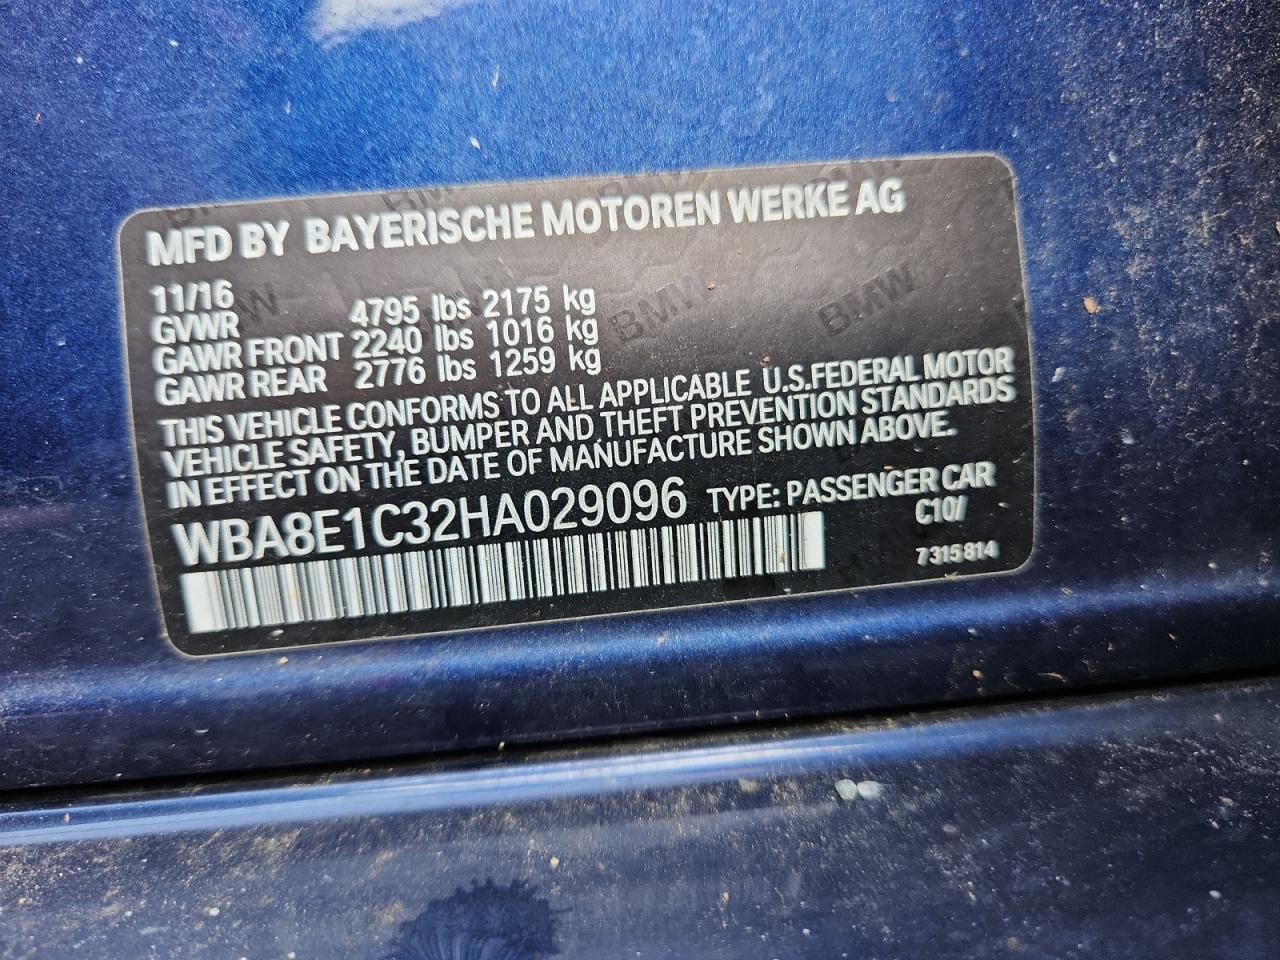 MFD BY BAYERISCHE MOTOREN WERKE AG
11/16
GVWR 4795 lbs 2175 kg
GAWR FRONT 2240 lbs 1016 kg
GAWR REAR 2776 lbs 1259 kg
THIS VEHICLE CONFORMS TO ALL APPLICABLE U.S.FEDERAL MOTOR
VEHICLE SAFETY, BUMPER AND THEFT PREVENTION STANDARDS
IN EFFECT ON THE DATE OF MANUFACTURE SHOWN ABOVE.
WBA8E1C32HA029096 TYPE: PASSENGER CAR
C10/
7 315 814
BMW
BMW
BMW